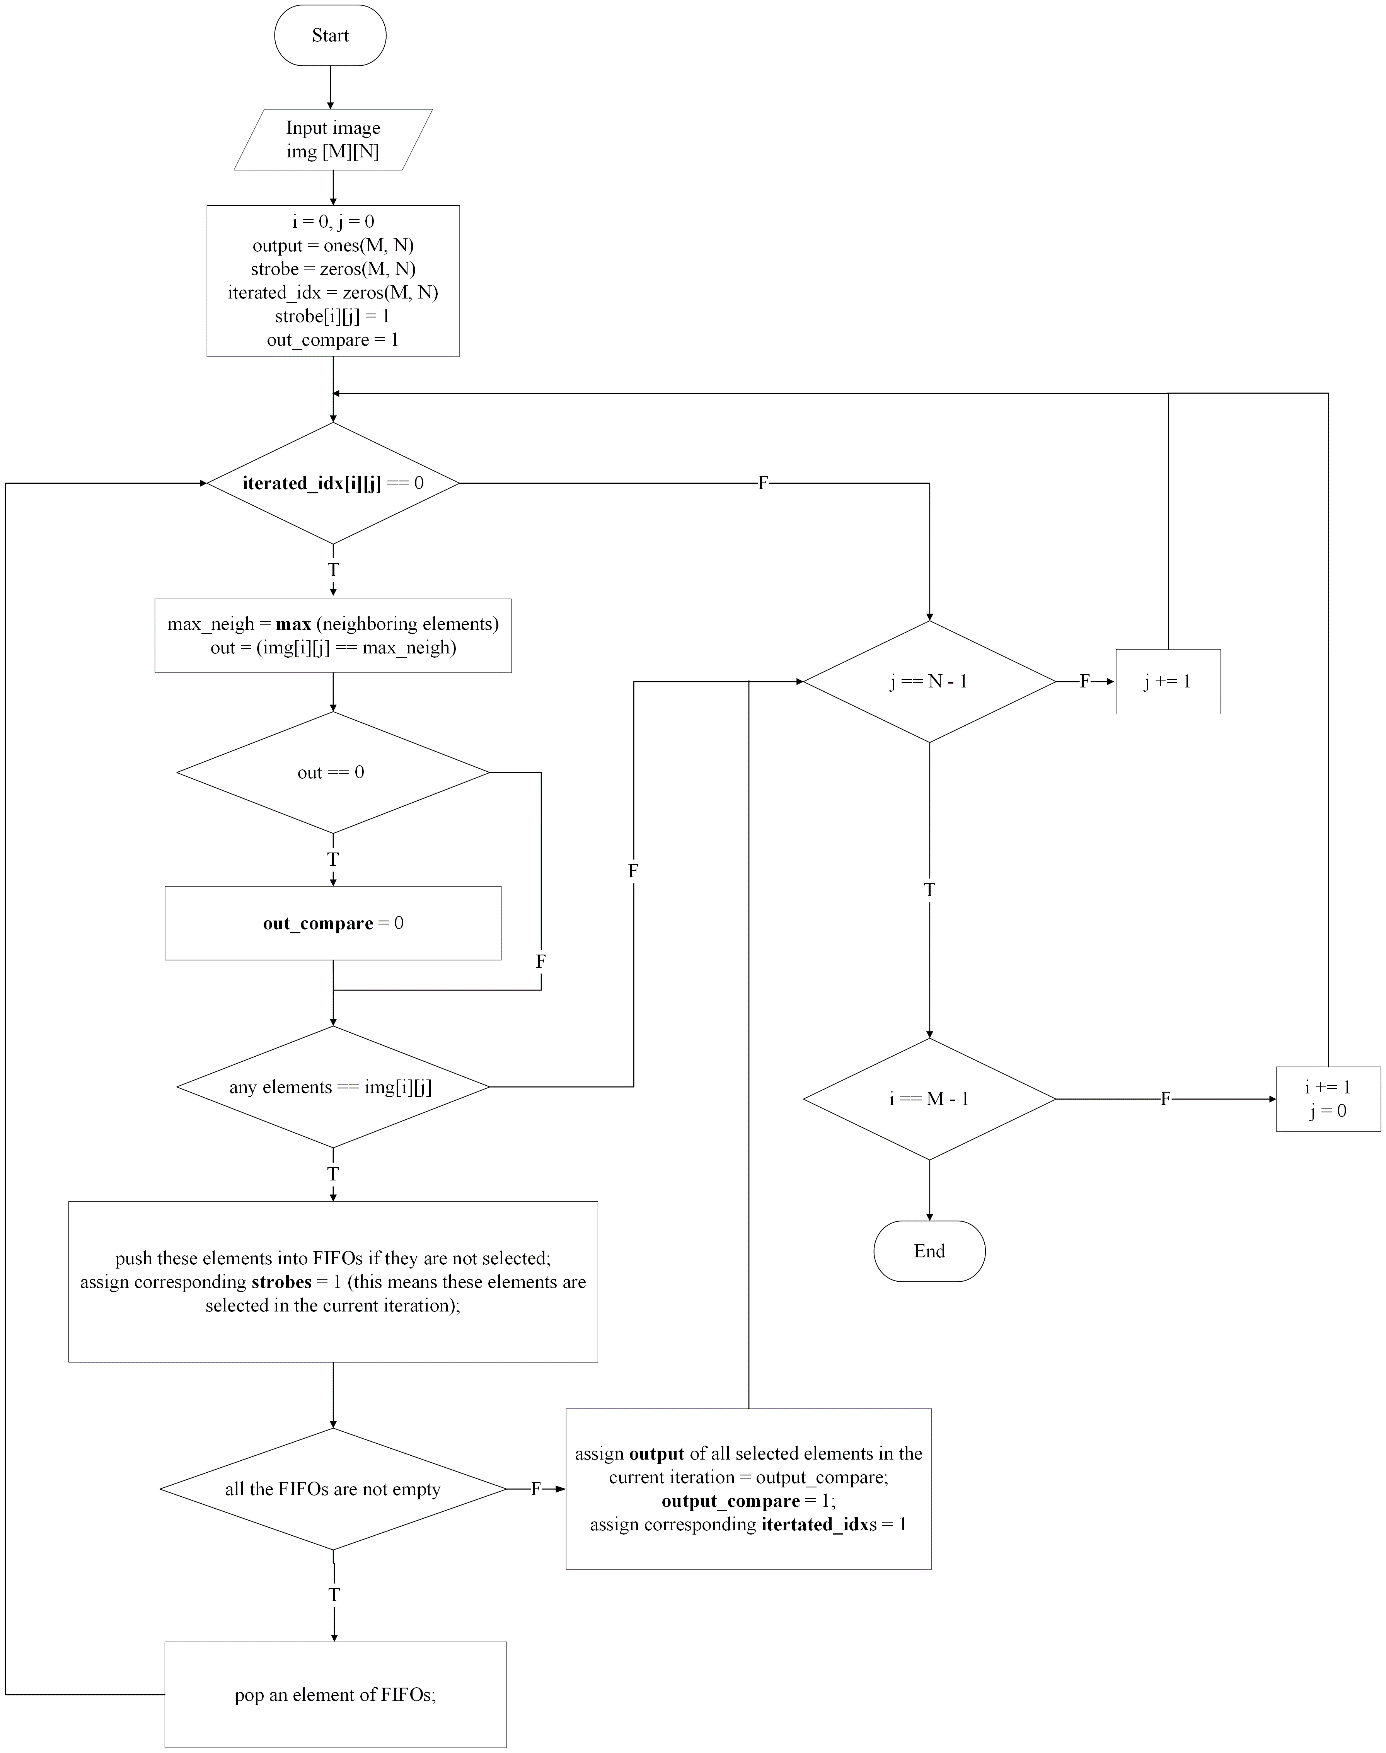 Start
Input image
img [M][N]
i = 0, j = 0
output = ones(M, N)
strobe = zeros(M, N)
iterated_idx = zeros(M, N)
strobe[i][j] = 1
out_compare = 1
iterated_idx[i][j] == 0
F
T
max_neigh = max (neighboring elements)
out = (img[i][j] == max_neigh)
j == N - 1
F
j += 1
out == 0
T
F
F
T
out_compare = 0
F
any elements == img[i][j]
i == M - 1
F
i += 1
j = 0
T
End
push these elements into FIFOs if they are not selected;
assign corresponding strobes = 1 (this means these elements are
selected in the current iteration);
all the FIFOs are not empty
F
assign output of all selected elements in the
current iteration = output_compare;
output_compare = 1;
assign corresponding itertated_idxs = 1
T
pop an element of FIFOs;